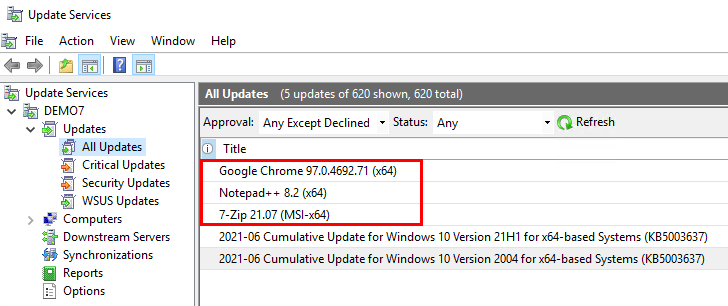 Update Services
File Action View Window Help
Update Services
DEMO7
Updates
All Updates
Critical Updates
Security Updates
WSUS Updates
Computers
Downstream Servers
Synchronizations
Reports
Options
All Updates (5 updates of 620 shown, 620 total)
Approval: Any Except Declined Status: Any Refresh
Title
Google Chrome 97.0.4692.71 (x64)
Notepad++ 8.2 (x64)
7-Zip 21.07 (MSI-x64)
2021-06 Cumulative Update for Windows 10 Version 21H1 for x64-based Systems (KB5003637)
2021-06 Cumulative Update for Windows 10 Version 2004 for x64-based Systems (KB5003637)